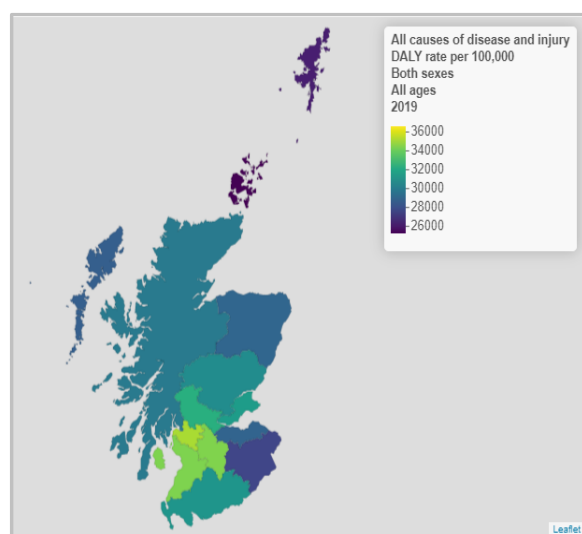 All causes of disease and injury
DALY rate per 100,000
Both sexes
All ages
2019
36000
34000
32000
30000
28000
26000
Leaflet